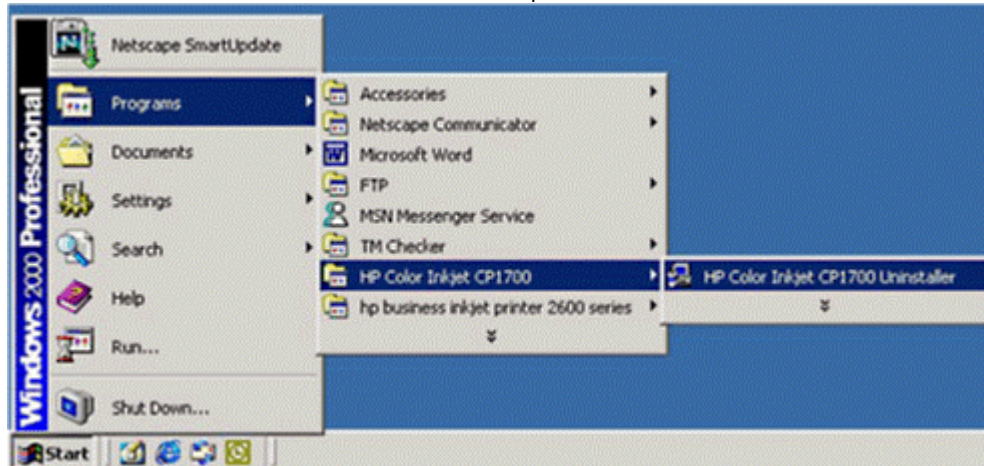 Windows 2000 Professional
Netscape SmartUpdate
Programs
Documents
Settings
Search
Help
Run...
Shut Down...
Accessories
Netscape Communicator
Microsoft Word
FTP
MSN Messenger Service
TM Checker
HP Color Inkjet CP1700
hp business inkjet printer 2600 series
HP Color Inkjet CP1700 Uninstaller
Start